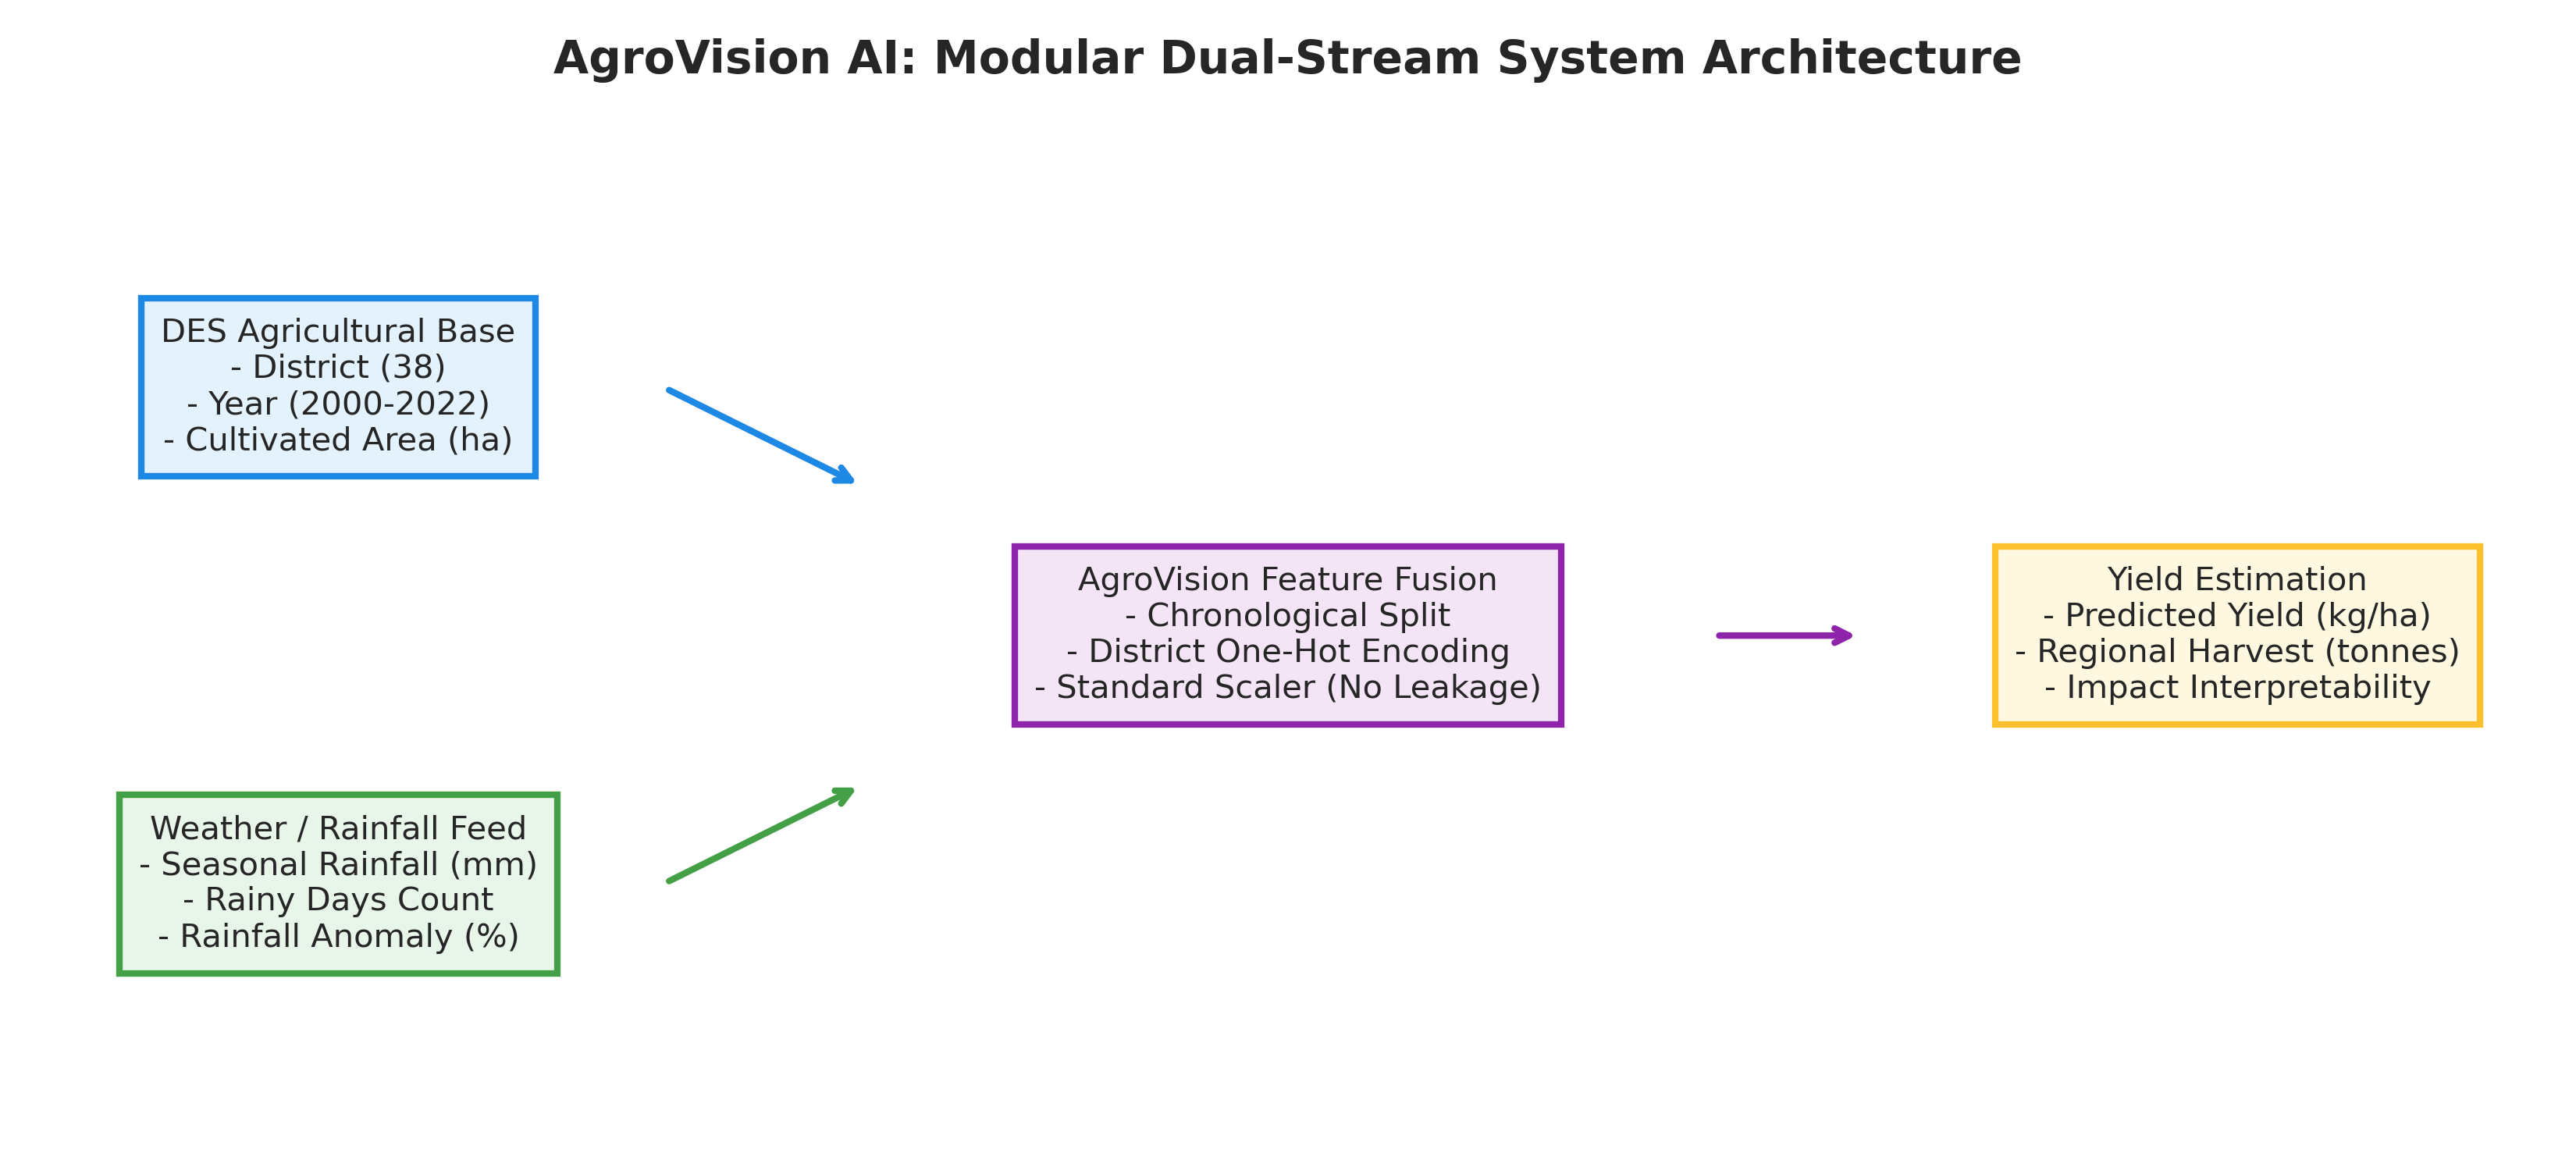 AgroVision AI: Modular Dual-Stream System Architecture
DES Agricultural Base
- District (38)
- Year (2000-2022)
- Cultivated Area (ha)
Weather / Rainfall Feed
- Seasonal Rainfall (mm)
- Rainy Days Count
- Rainfall Anomaly (%)
AgroVision Feature Fusion
- Chronological Split
- District One-Hot Encoding
- Standard Scaler (No Leakage)
Yield Estimation
- Predicted Yield (kg/ha)
- Regional Harvest (tonnes)
- Impact Interpretability